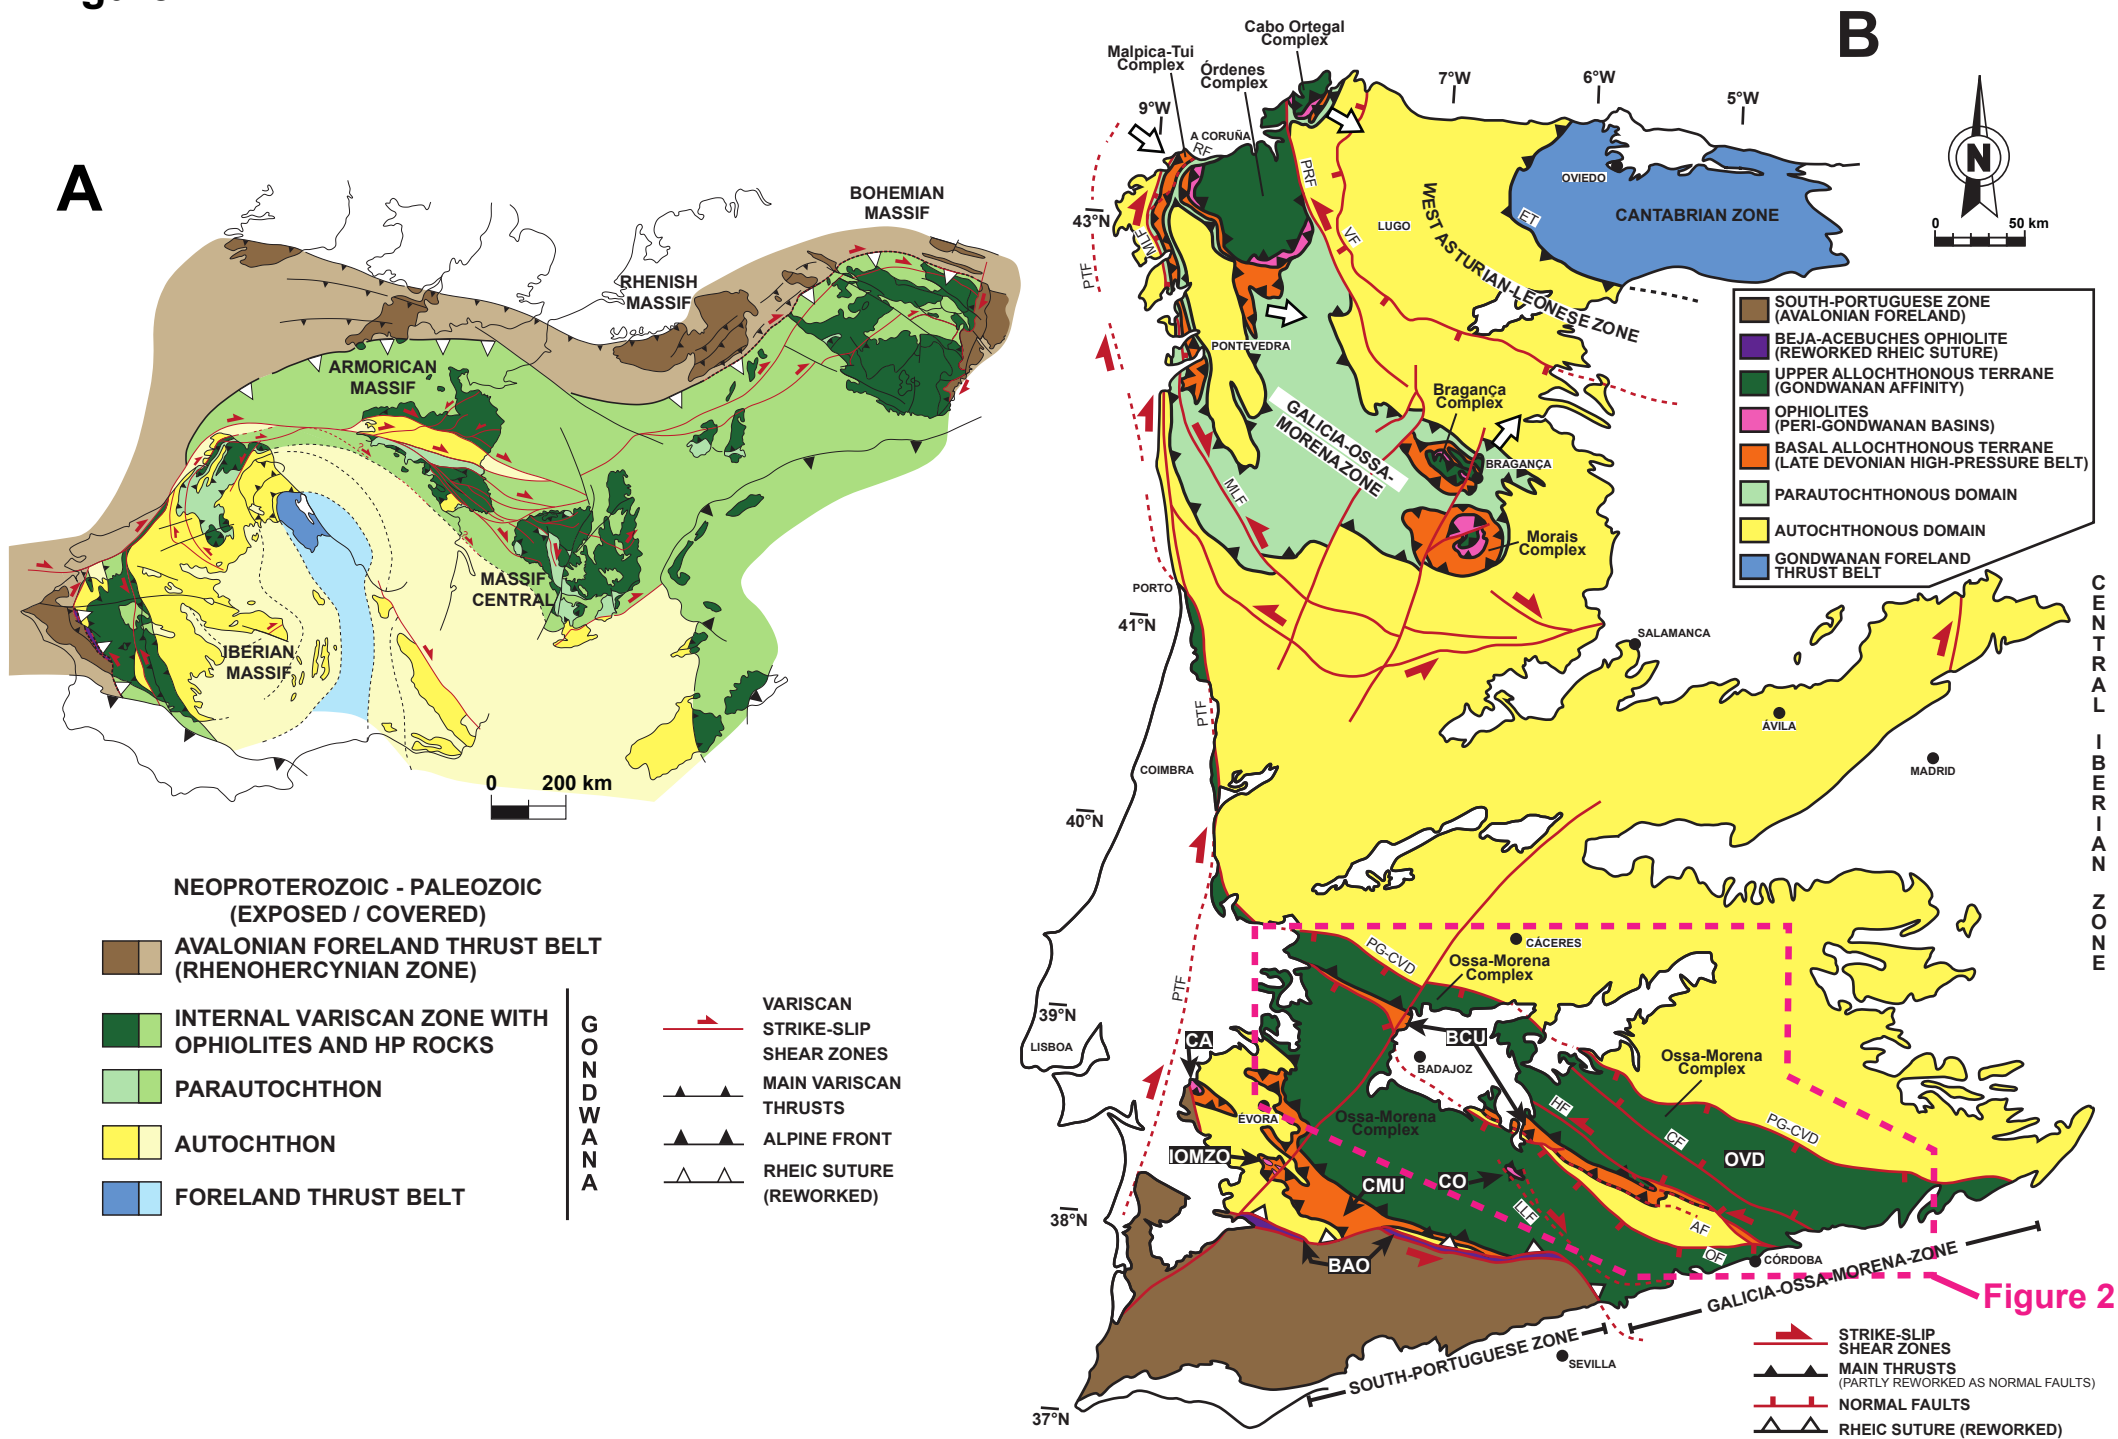 A
BOHEMIAN
MASSIF
RHENISH
MASSIF
ARMORICAN
MASSIF
MASSIF
CENTRAL
IBERIAN
MASSIF
0 200 km
NEOPROTEROZOIC - PALEOZOIC
(EXPOSED / COVERED)
AVALONIAN FORELAND THRUST BELT
(RHENOHERCYNIAN ZONE)
INTERNAL VARISCAN ZONE WITH
OPHIOLITES AND HP ROCKS
PARAUTOCHTHON
AUTOCHTHON
FORELAND THRUST BELT
GONDWANA
VARISCAN
STRIKE-SLIP
SHEAR ZONES
MAIN VARISCAN
THRUSTS
ALPINE FRONT
RHEIC SUTURE
(REWORKED)
B
Cabo Ortegal
Complex
Malpica-Tui
Complex
Órdenes
Complex
9°W
7°W
6°W
5°W
A CORUÑA
RF
PRF
OVIEDO
CANTABRIAN ZONE
ET
N
0 50 km
43°N
MLF
PTF
VF
LUGO
WEST ASTURIAN-LEONESE ZONE
PONTEVEDRA
GALICIA-OSSA-
MORENA ZONE
Bragança
Complex
BRAGANÇA
MLF
Morais
Complex
SOUTH-PORTUGUESE ZONE
(AVALONIAN FORELAND)
BEJA-ACEBUCHES OPHIOLITE
(REWORKED RHEIC SUTURE)
UPPER ALLOCHTHONOUS TERRANE
(GONDWANAN AFFINITY)
OPHIOLITES
(PERI-GONDWANAN BASINS)
BASAL ALLOCHTHONOUS TERRANE
(LATE DEVONIAN HIGH-PRESSURE BELT)
PARAUTOCHTHONOUS DOMAIN
AUTOCHTHONOUS DOMAIN
GONDWANAN FORELAND
THRUST BELT
PORTO
41°N
SALAMANCA
PTF
ÁVILA
MADRID
COIMBRA
40°N
CENTRAL IBERIAN ZONE
PG-CVD
CÁCERES
Ossa-Morena
Complex
PTF
39°N
LISBOA
CA
BCU
BADAJOZ
Ossa-Morena
Complex
ÉVORA
Ossa-Morena
Complex
HF
CF
PG-CVD
IOMZO
CMU
CO
OVD
LLF
AF
OF
38°N
BAO
CÓRDOBA
GALICIA-OSSA-MORENA-ZONE
Figure 2
SOUTH-PORTUGUESE ZONE
SEVILLA
37°N
STRIKE-SLIP
SHEAR ZONES
MAIN THRUSTS
(PARTLY REWORKED AS NORMAL FAULTS)
NORMAL FAULTS
RHEIC SUTURE (REWORKED)